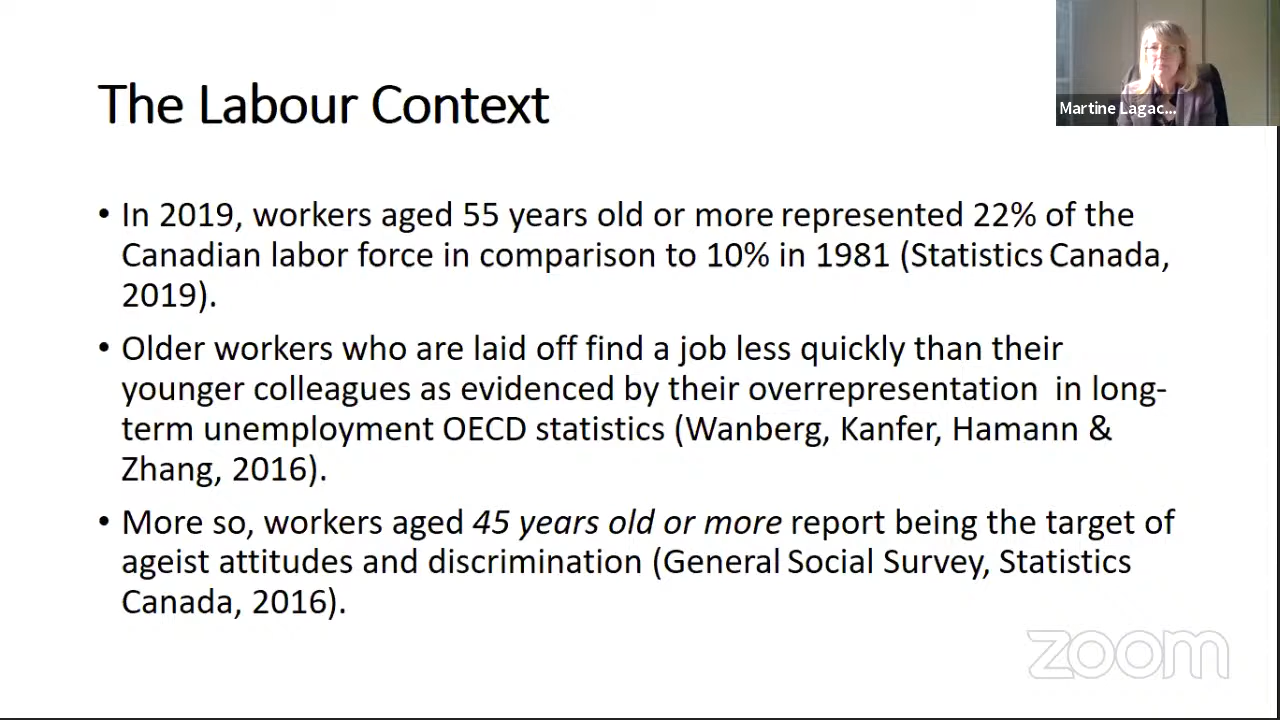 The Labour Context
Martine Lagac...
• In 2019, workers aged 55 years old or more represented 22% of the
Canadian labor force in comparison to 10% in 1981 (Statistics Canada,
2019).
• Older workers who are laid off find a job less quickly than their
younger colleagues as evidenced by their overrepresentation in long-
term unemployment OECD statistics (Wanberg, Kanfer, Hamann &
Zhang, 2016).
• More so, workers aged 45 years old or more report being the target of
ageist attitudes and discrimination (General Social Survey, Statistics
Canada, 2016).
zoom